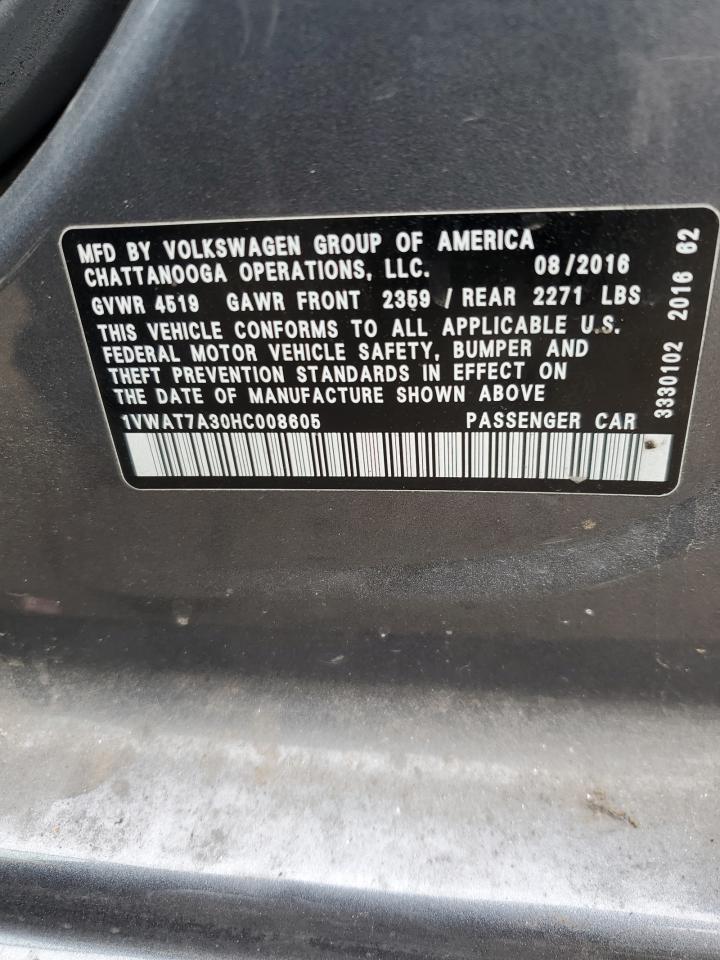 MFD BY VOLKSWAGEN GROUP OF AMERICA
CHATTANOOGA OPERATIONS, LLC. 08/2016
GVWR 4519 GAWR FRONT 2359 / REAR 2271 LBS
THIS VEHICLE CONFORMS TO ALL APPLICABLE U.S.
FEDERAL MOTOR VEHICLE SAFETY, BUMPER AND
THEFT PREVENTION STANDARDS IN EFFECT ON
THE DATE OF MANUFACTURE SHOWN ABOVE
1VWAT7A30HC008605 PASSENGER CAR
3330102 2016 62